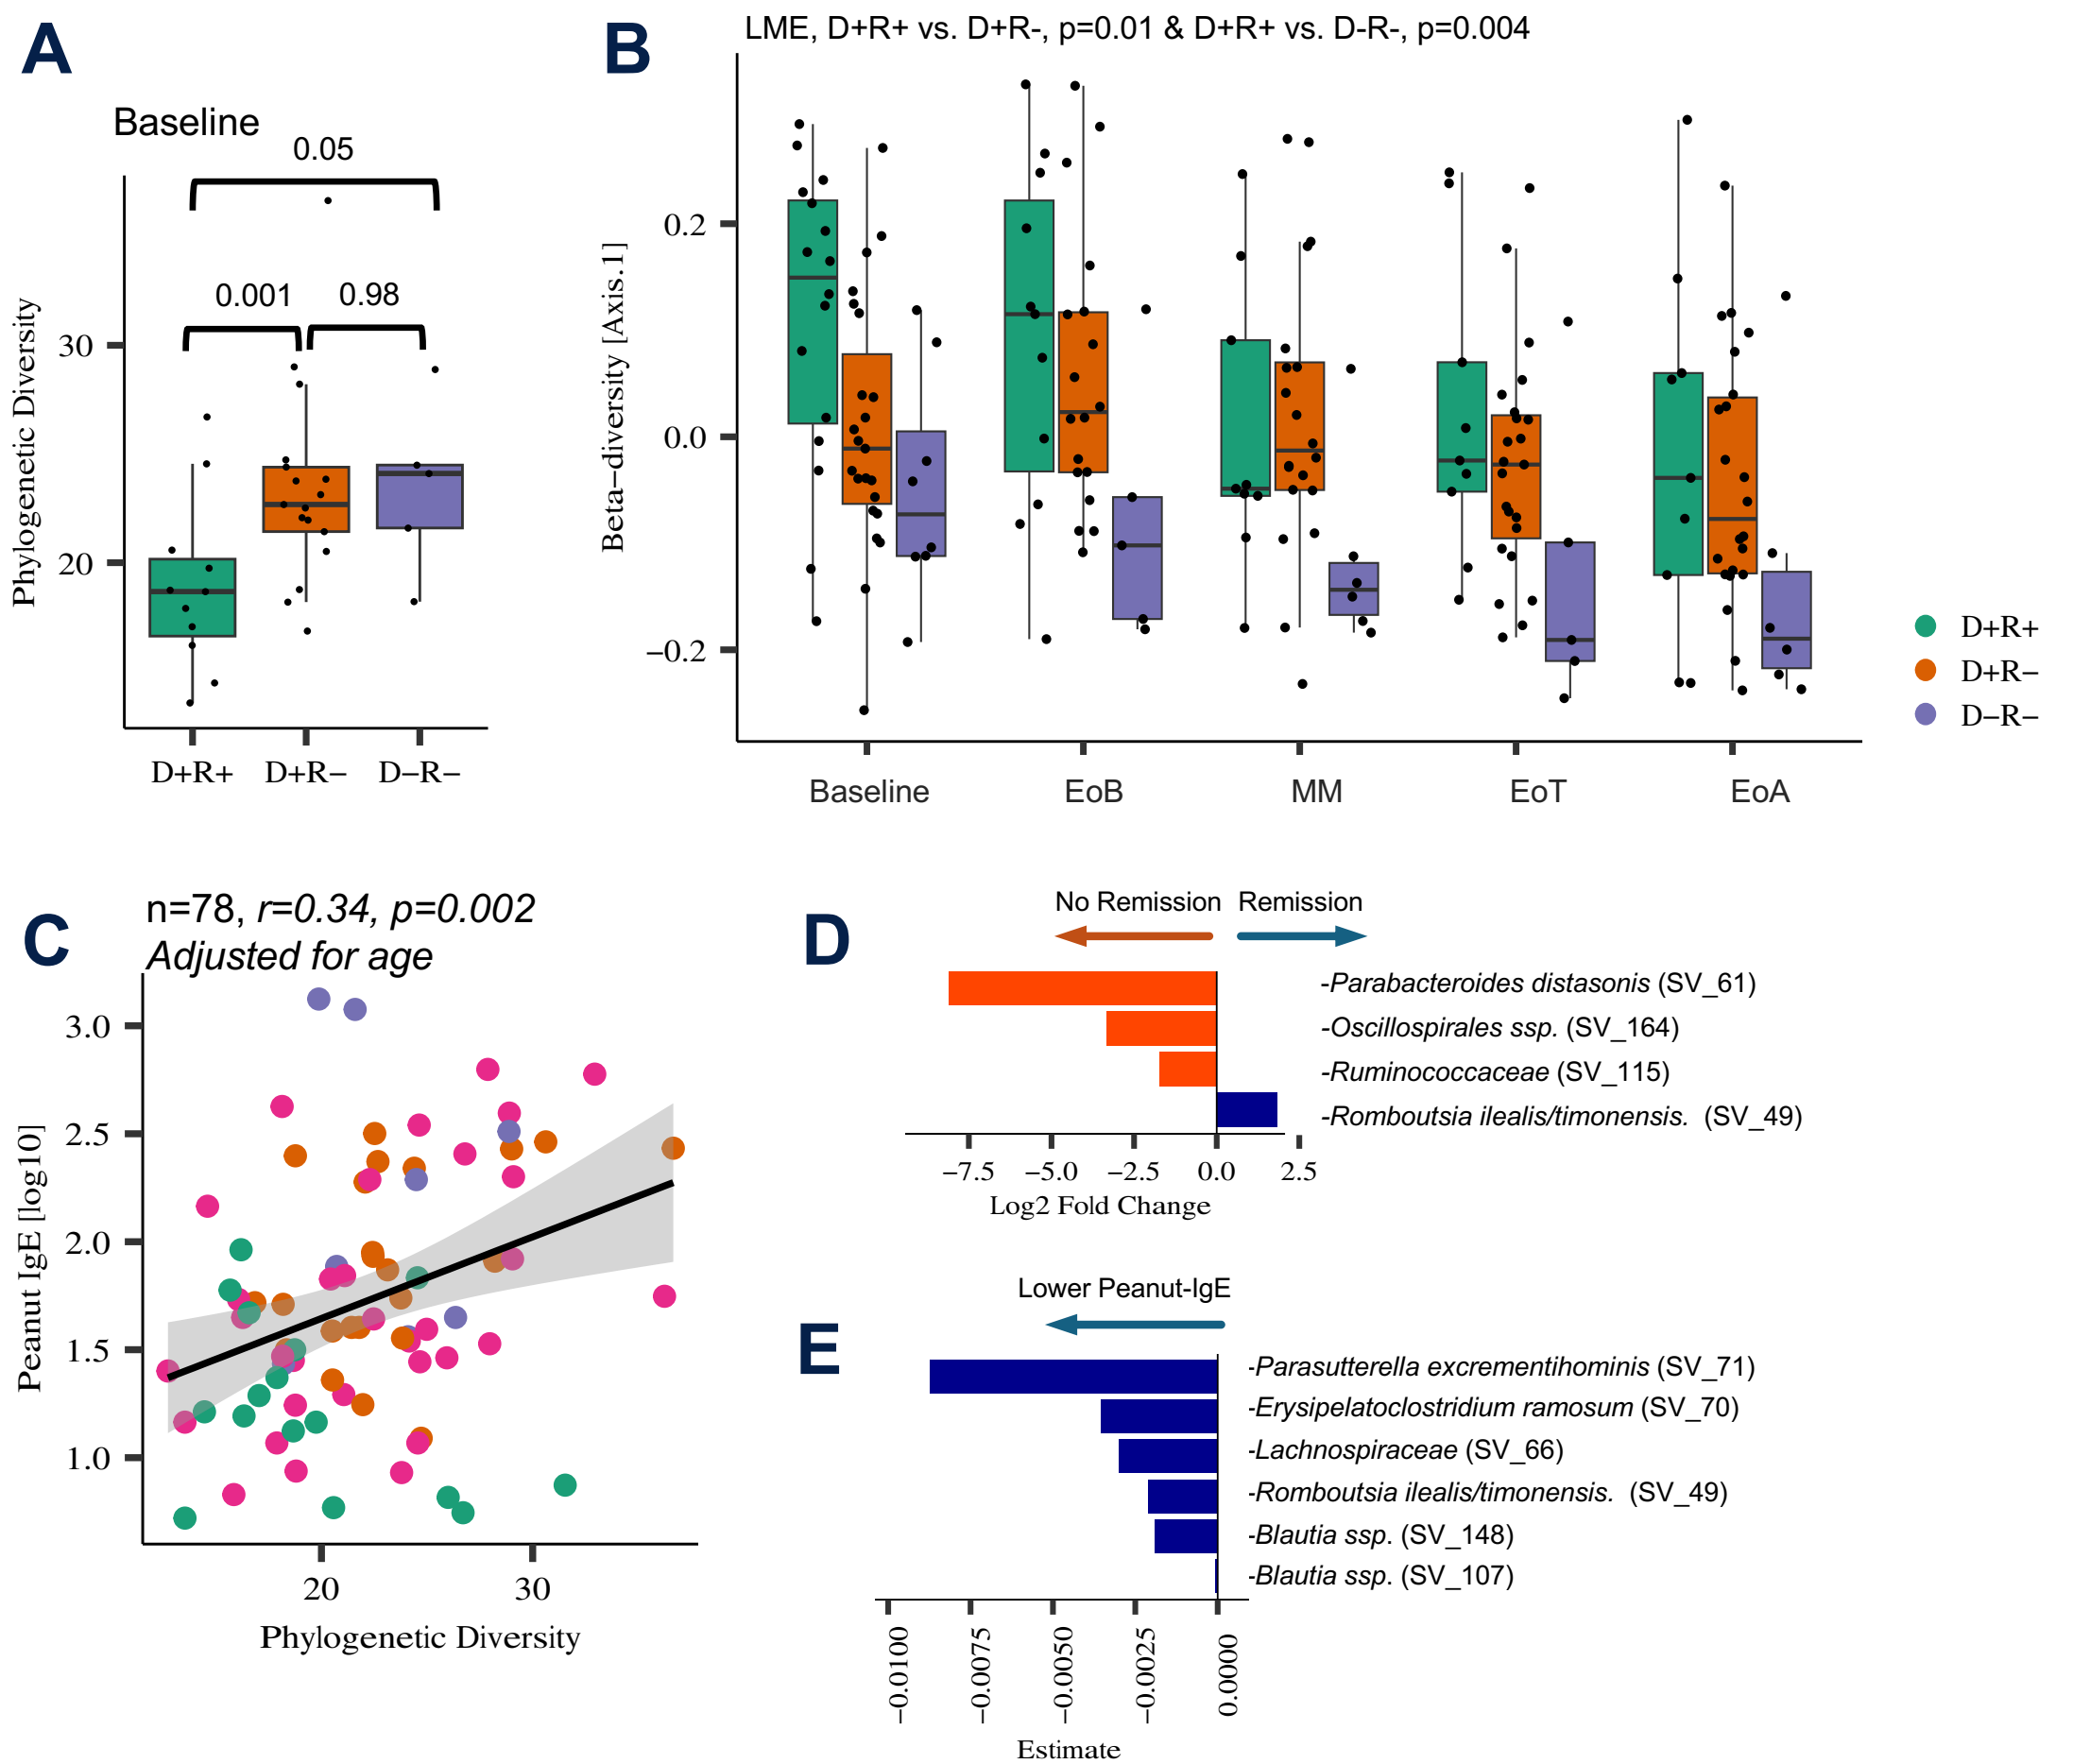 A
Baseline
0.05
0.001
0.98
Phylogenetic Diversity
30
20
D+R+
D+R−
D−R−
B
LME, D+R+ vs. D+R-, p=0.01 & D+R+ vs. D-R-, p=0.004
Beta−diversity [Axis.1]
0.2
0.0
−0.2
Baseline
EoB
MM
EoT
EoA
D+R+
D+R−
D−R−
C
n=78, r=0.34, p=0.002
Adjusted for age
Peanut IgE [log10]
3.0
2.5
2.0
1.5
1.0
20
30
Phylogenetic Diversity
D
No Remission
Remission
-Parabacteroides distasonis (SV_61)
-Oscillospirales ssp. (SV_164)
-Ruminococcaceae (SV_115)
-Romboutsia ilealis/timonensis. (SV_49)
−7.5
−5.0
−2.5
0.0
2.5
Log2 Fold Change
E
Lower Peanut-IgE
-Parasutterella excrementihominis (SV_71)
-Erysipelatoclostridium ramosum (SV_70)
-Lachnospiraceae (SV_66)
-Romboutsia ilealis/timonensis. (SV_49)
-Blautia ssp. (SV_148)
-Blautia ssp. (SV_107)
−0.0100
−0.0075
−0.0050
−0.0025
0.0000
Estimate